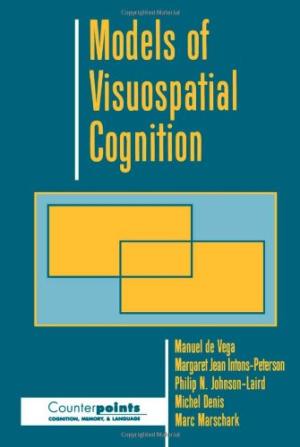 Models of
Visuospatial
Cognition
Manuel de Vega
Margaret Jean Intons-Peterson
Philip N. Johnson-Laird
Michel Denis
Marc Marschark
Counterpoints
COGNITION, MEMORY, & LANGUAGE